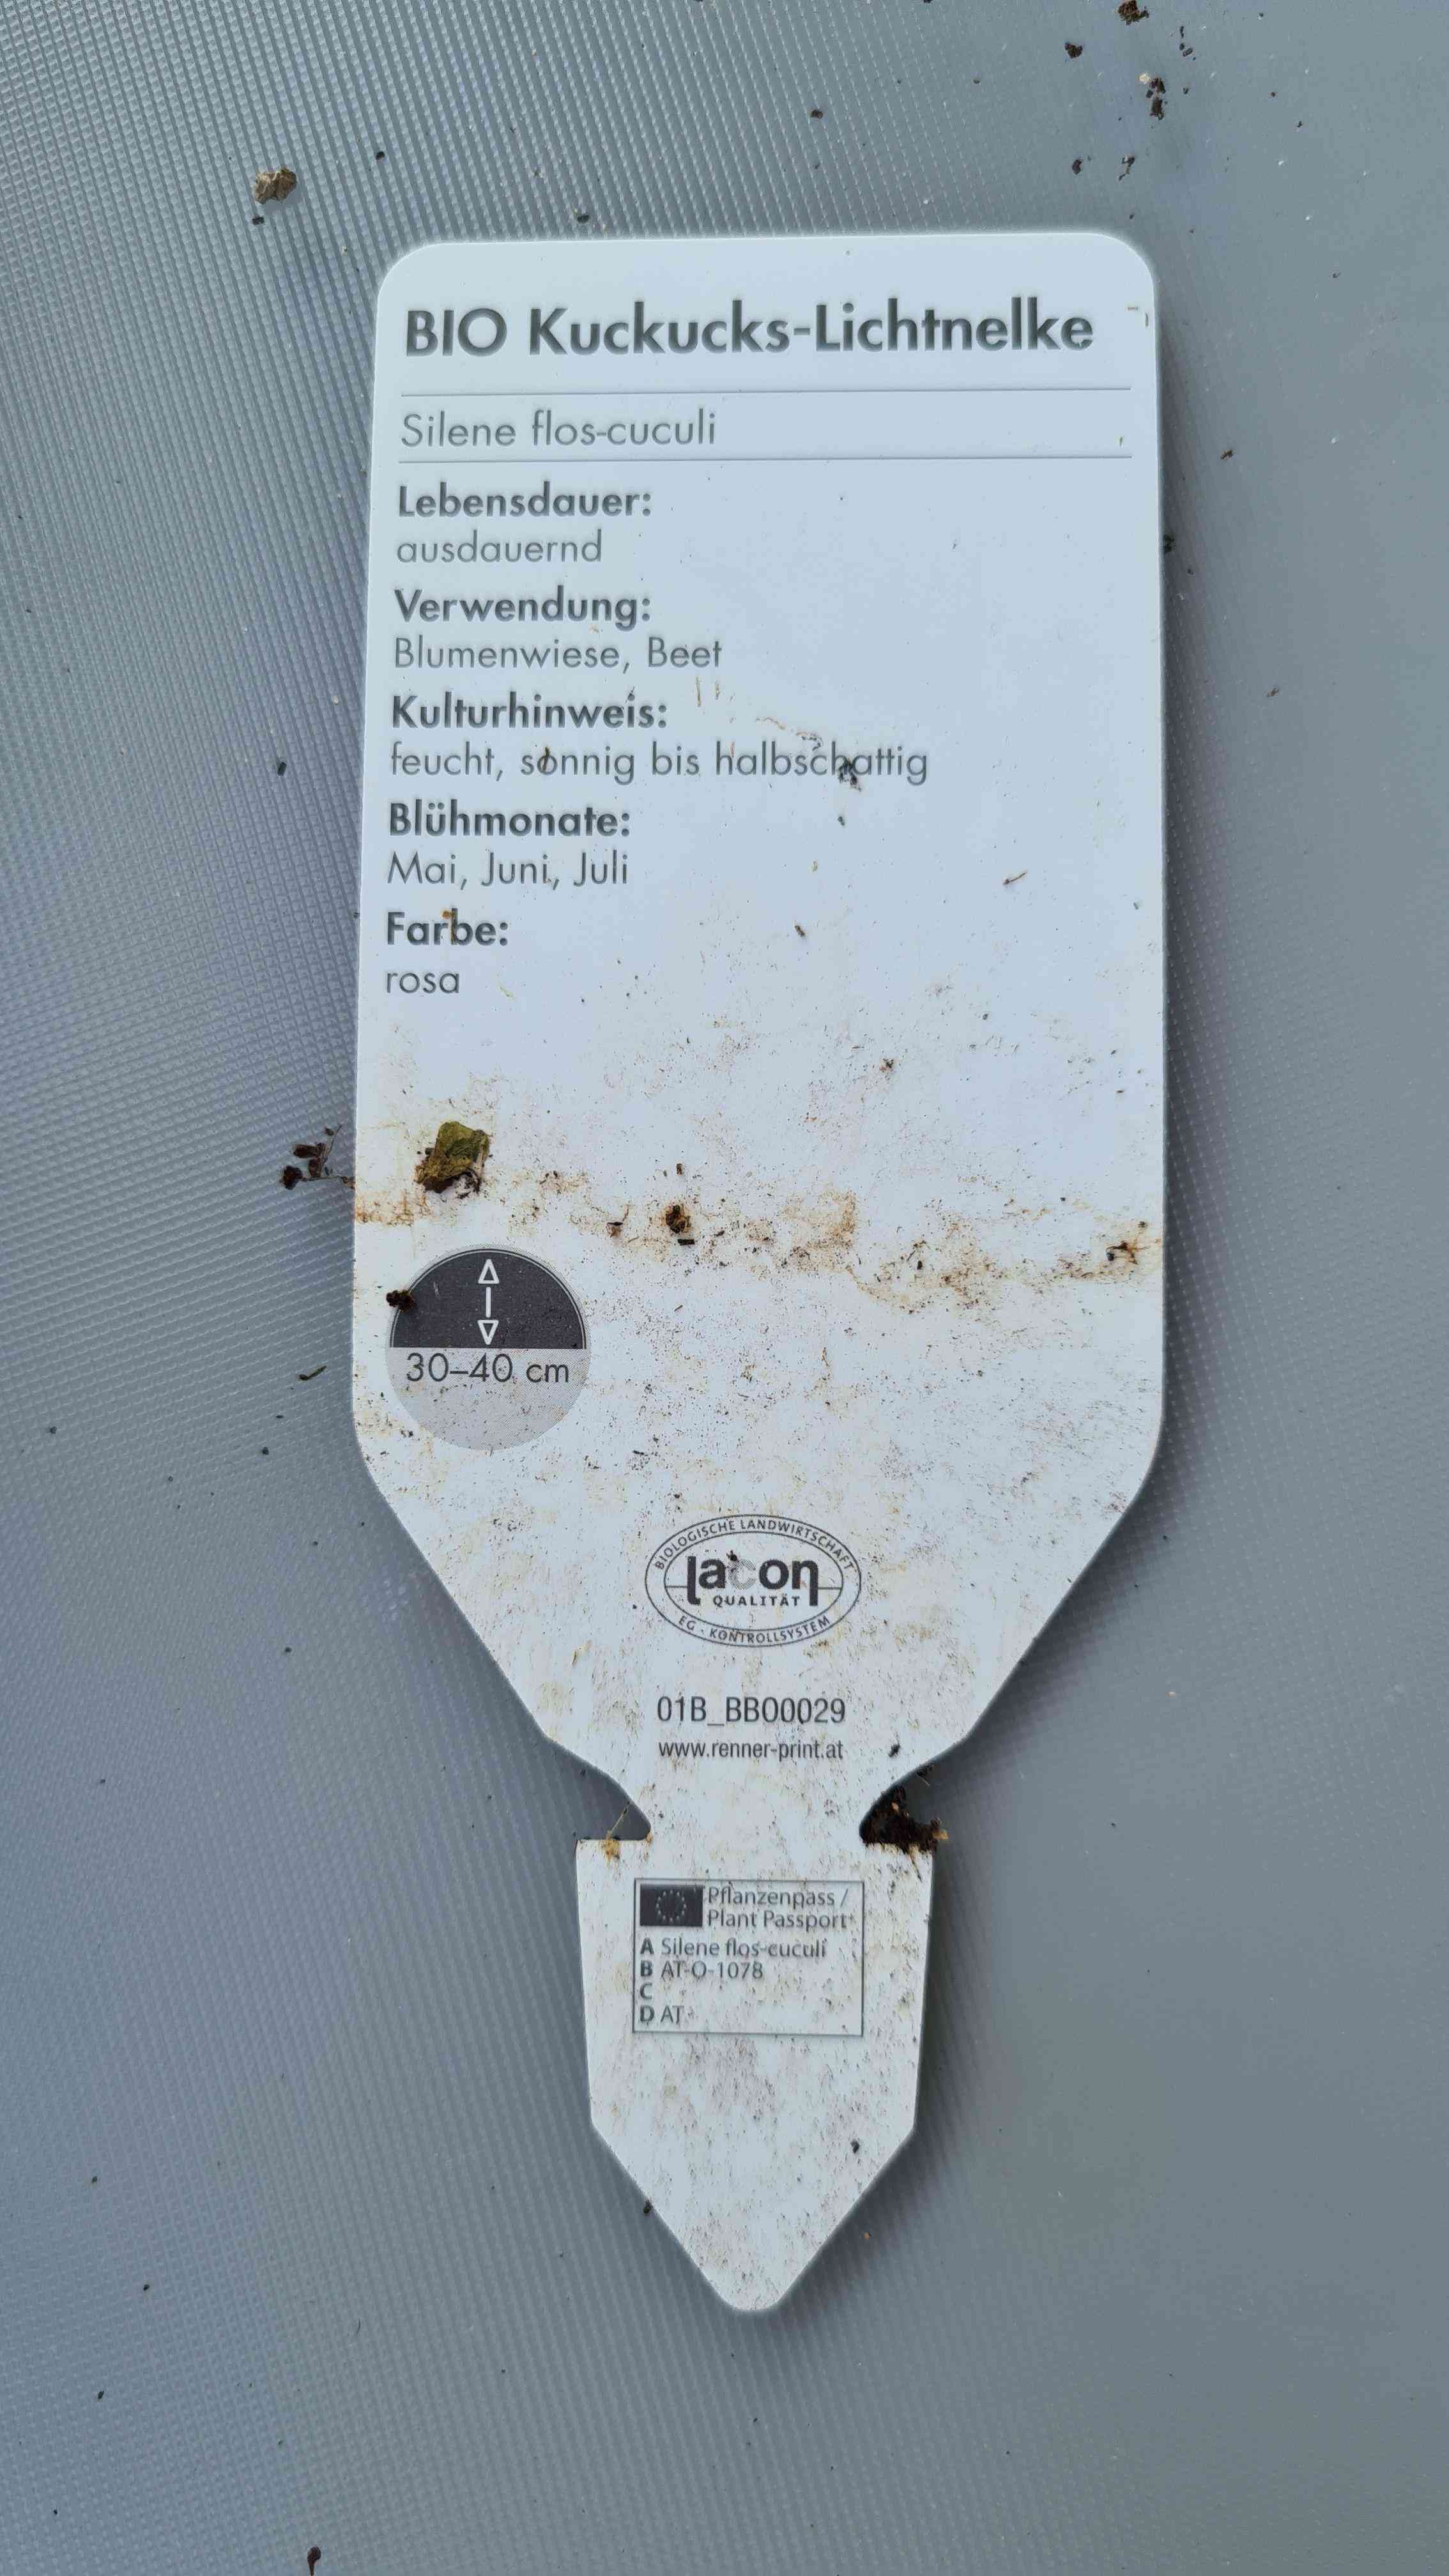 BIO Kuckucks-Lichtnelke
Silene flos-cuculi
Lebensdauer:
ausdauernd
Verwendung:
Blumenwiese, Beet
Kulturhinweis:
feucht, sonnig bis halbschattig
Blühmonate:
Mai, Juni, Juli
Farbe:
rosa
30–40 cm
BIOLOGISCHE LANDWIRTSCHAFT
lacon
QUALITÄT
EG - KONTROLLSYSTEM
01B_BBO0029
www.renner-print.at
Pflanzenpass /
Plant Passport
A Silene flos-cuculi
B AT-O-1078
C
D AT